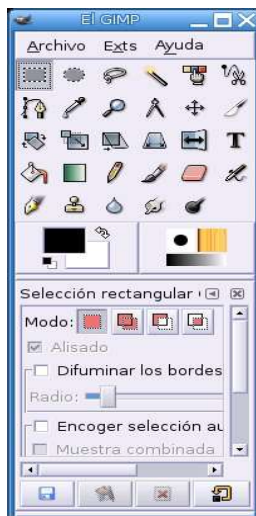 El GIMP
Archivo Exts Ayuda
T
Selección rectangular
Modo:
Alisado
Difuminar los bordes
Radio:
Encoger selección au
Muestra combinada